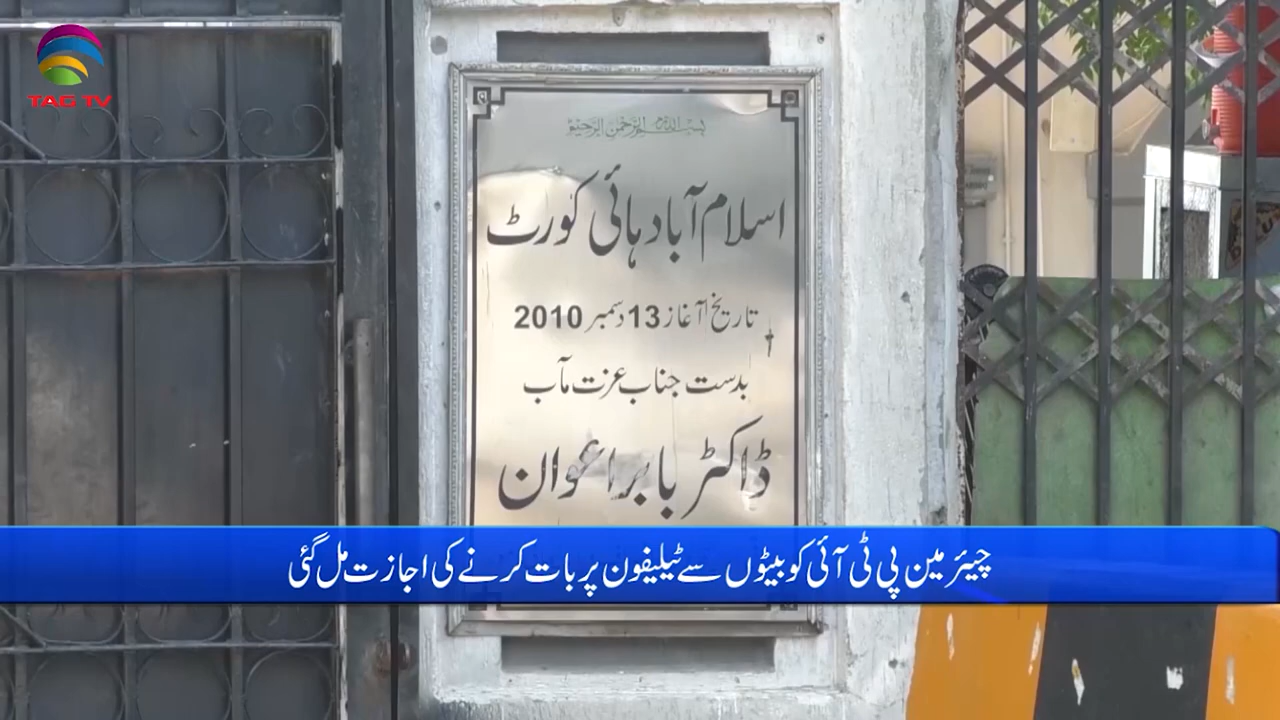 TAG TV
بسم اللہ الرحمن الرحیم
اسلام آباد ہائی کورٹ
تاریخ آغاز 13 دسمبر 2010
بدست جناب عزت مآب
ڈاکٹر بابر اعوان
چیئرمین پی ٹی آئی کو بیٹوں سے ٹیلیفون پر بات کرنے کی اجازت مل گئی